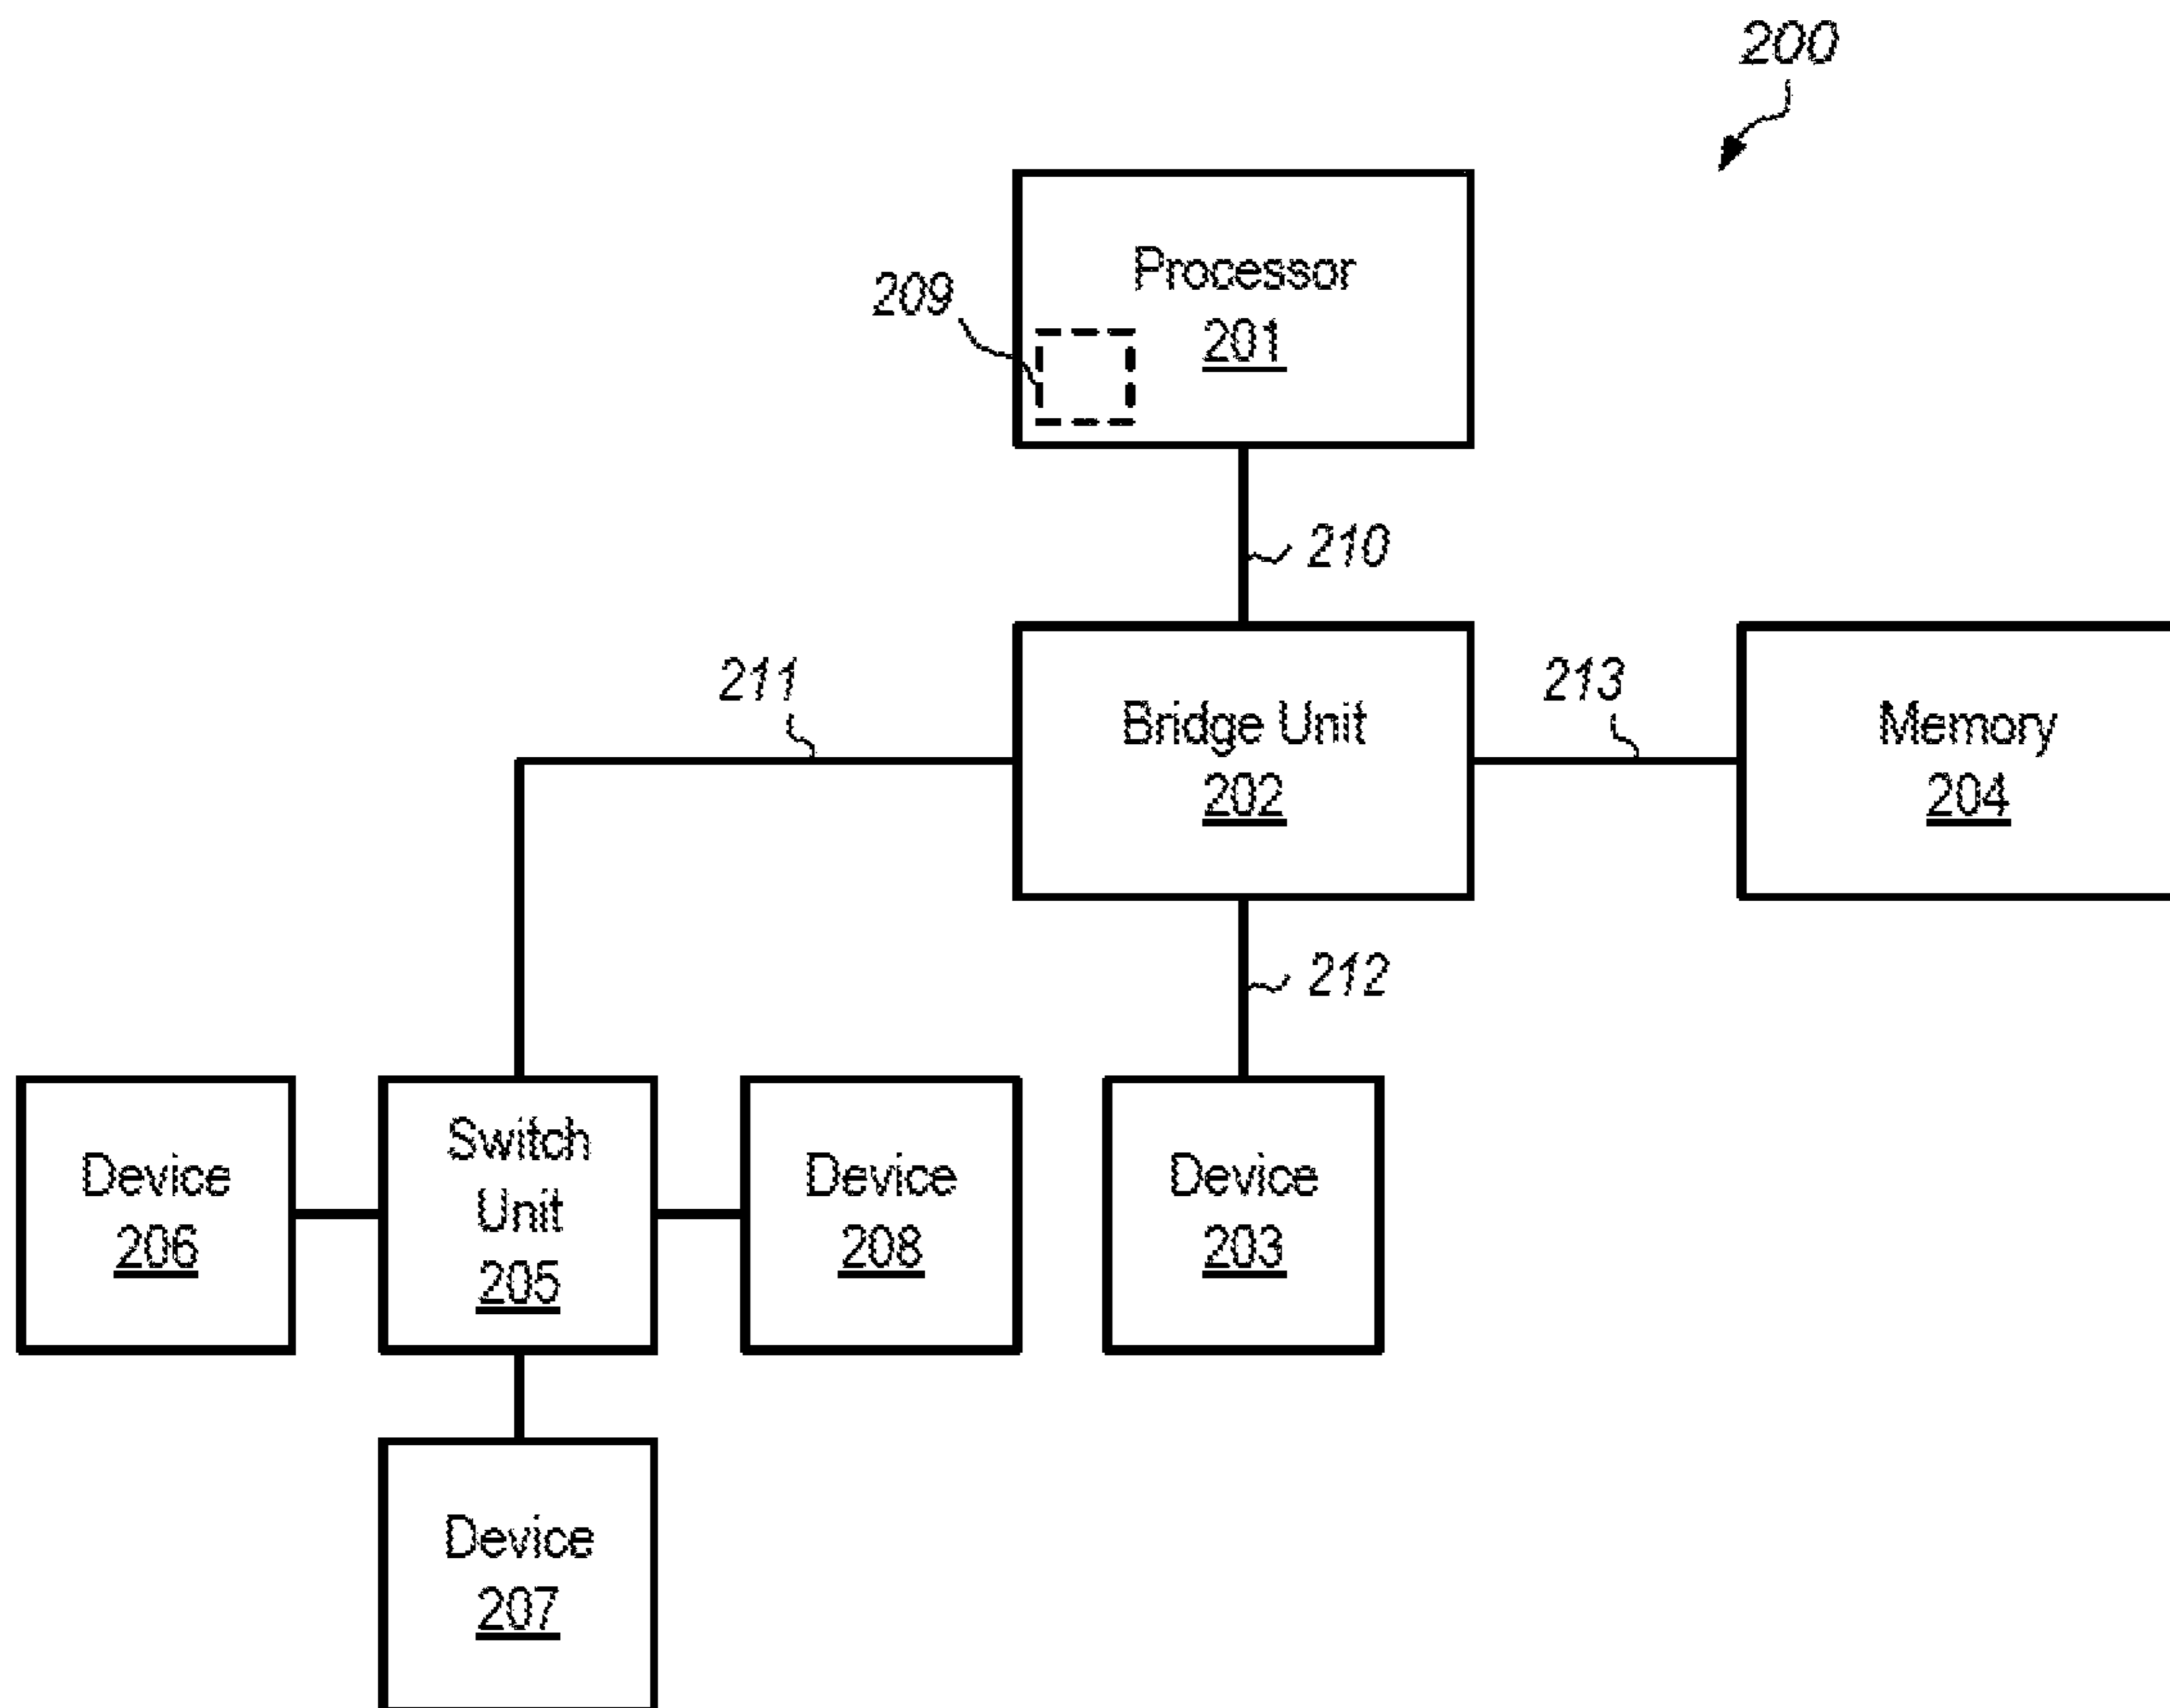 200
Processor
201
209
210
211
Bridge Unit
202
213
Memory
204
212
Device
206
Switch
Unit
205
Device
208
Device
203
Device
207